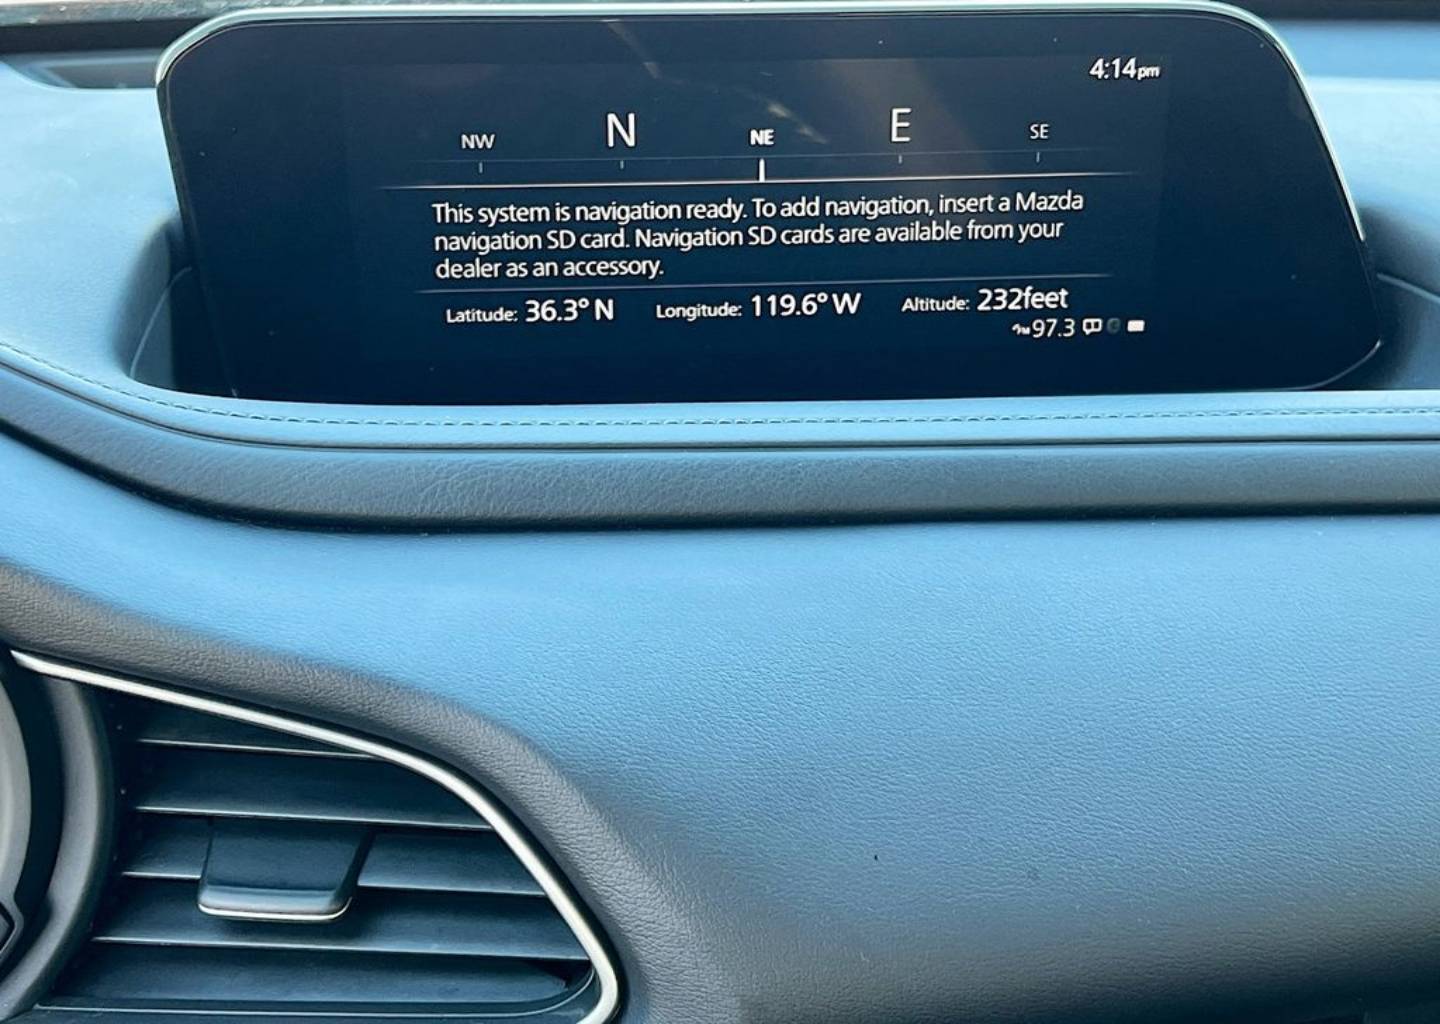 4:14pm
NW N NE E SE
This system is navigation ready. To add navigation, insert a Mazda
navigation SD card. Navigation SD cards are available from your
dealer as an accessory.
Latitude: 36.3° N Longitude: 119.6° W Altitude: 232feet
97.3